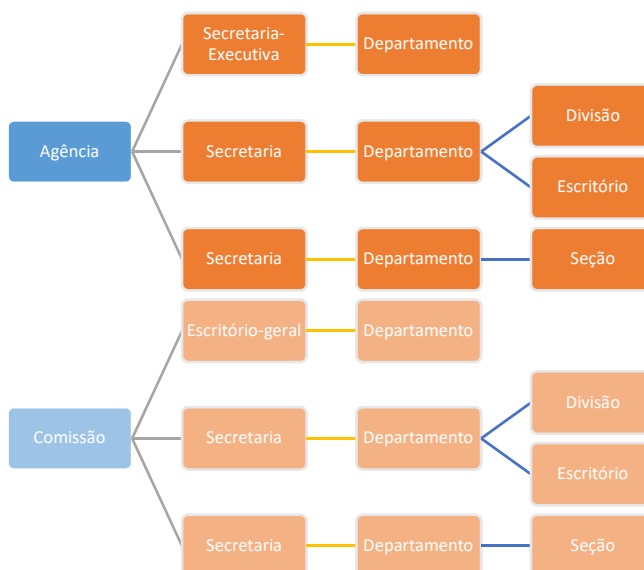 Secretaria-
Executiva
Departamento
Divisão
Agência
Secretaria
Departamento
Escritório
Secretaria
Departamento
Seção
Escritório-geral
Departamento
Divisão
Comissão
Secretaria
Departamento
Escritório
Secretaria
Departamento
Seção